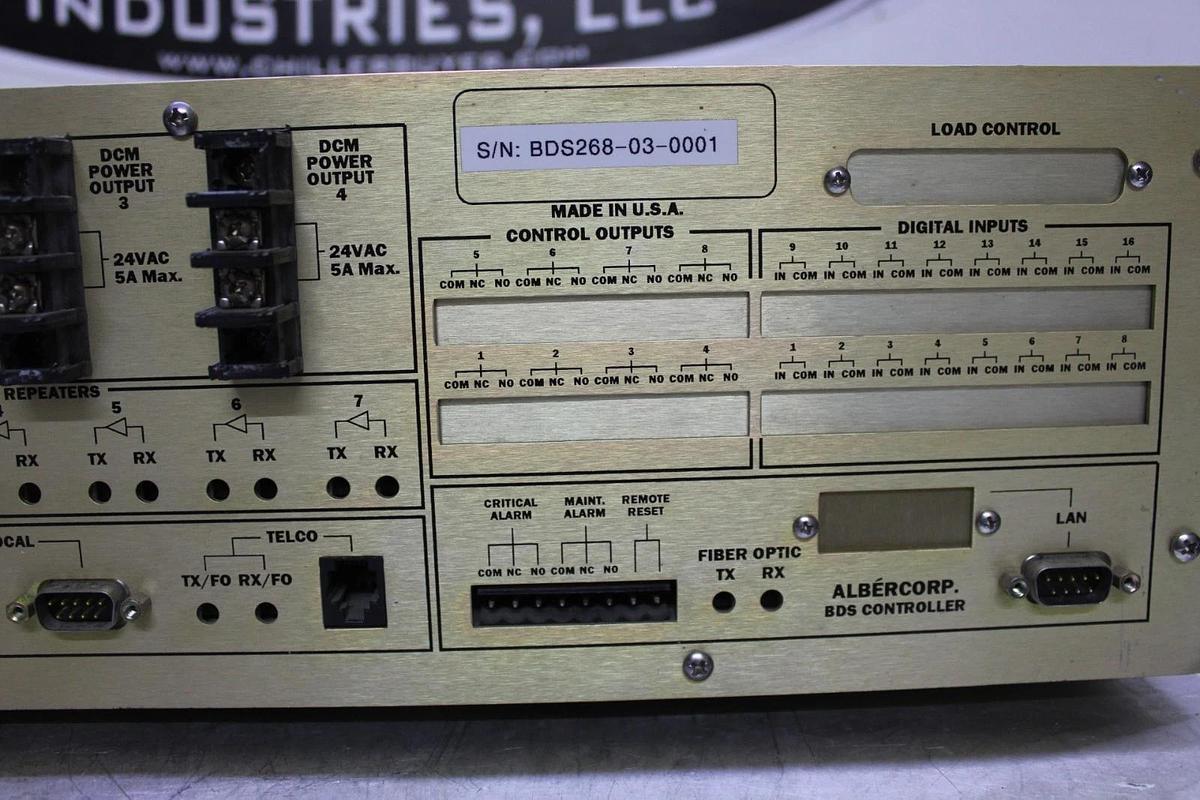 INDUSTRIES, LLC
WWW.CHILLERBUYER.COM
DCM
POWER
OUTPUT
3
24VAC
5A Max.
DCM
POWER
OUTPUT
4
24VAC
5A Max.
S/N: BDS268-03-0001
MADE IN U.S.A.
LOAD CONTROL
CONTROL OUTPUTS
5 6 7 8
COM NC NO COM NC NO COM NC NO COM NC NO
1 2 3 4
COM NC NO COM NC NO COM NC NO COM NC NO
DIGITAL INPUTS
9 10 11 12 13 14 15 16
IN COM IN COM IN COM IN COM IN COM IN COM IN COM IN COM
1 2 3 4 5 6 7 8
IN COM IN COM IN COM IN COM IN COM IN COM IN COM IN COM
REPEATERS
5 6 7
RX TX RX TX RX TX RX
TELCO
TX/FO RX/FO
CRITICAL
ALARM
MAINT.
ALARM
REMOTE
RESET
COM NC NO COM NC NO
FIBER OPTIC
TX RX
LAN
ALBÉRCORP.
BDS CONTROLLER